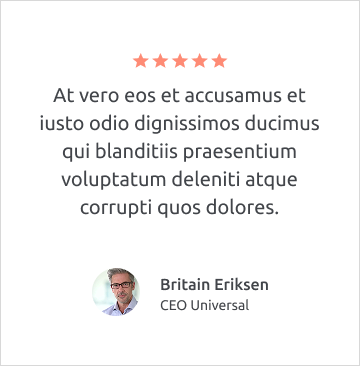 At vero eos et accusamus et
iusto odio dignissimos ducimus
qui blanditiis praesentium
voluptatum deleniti atque
corrupti quos dolores.
Britain Eriksen
CEO Universal